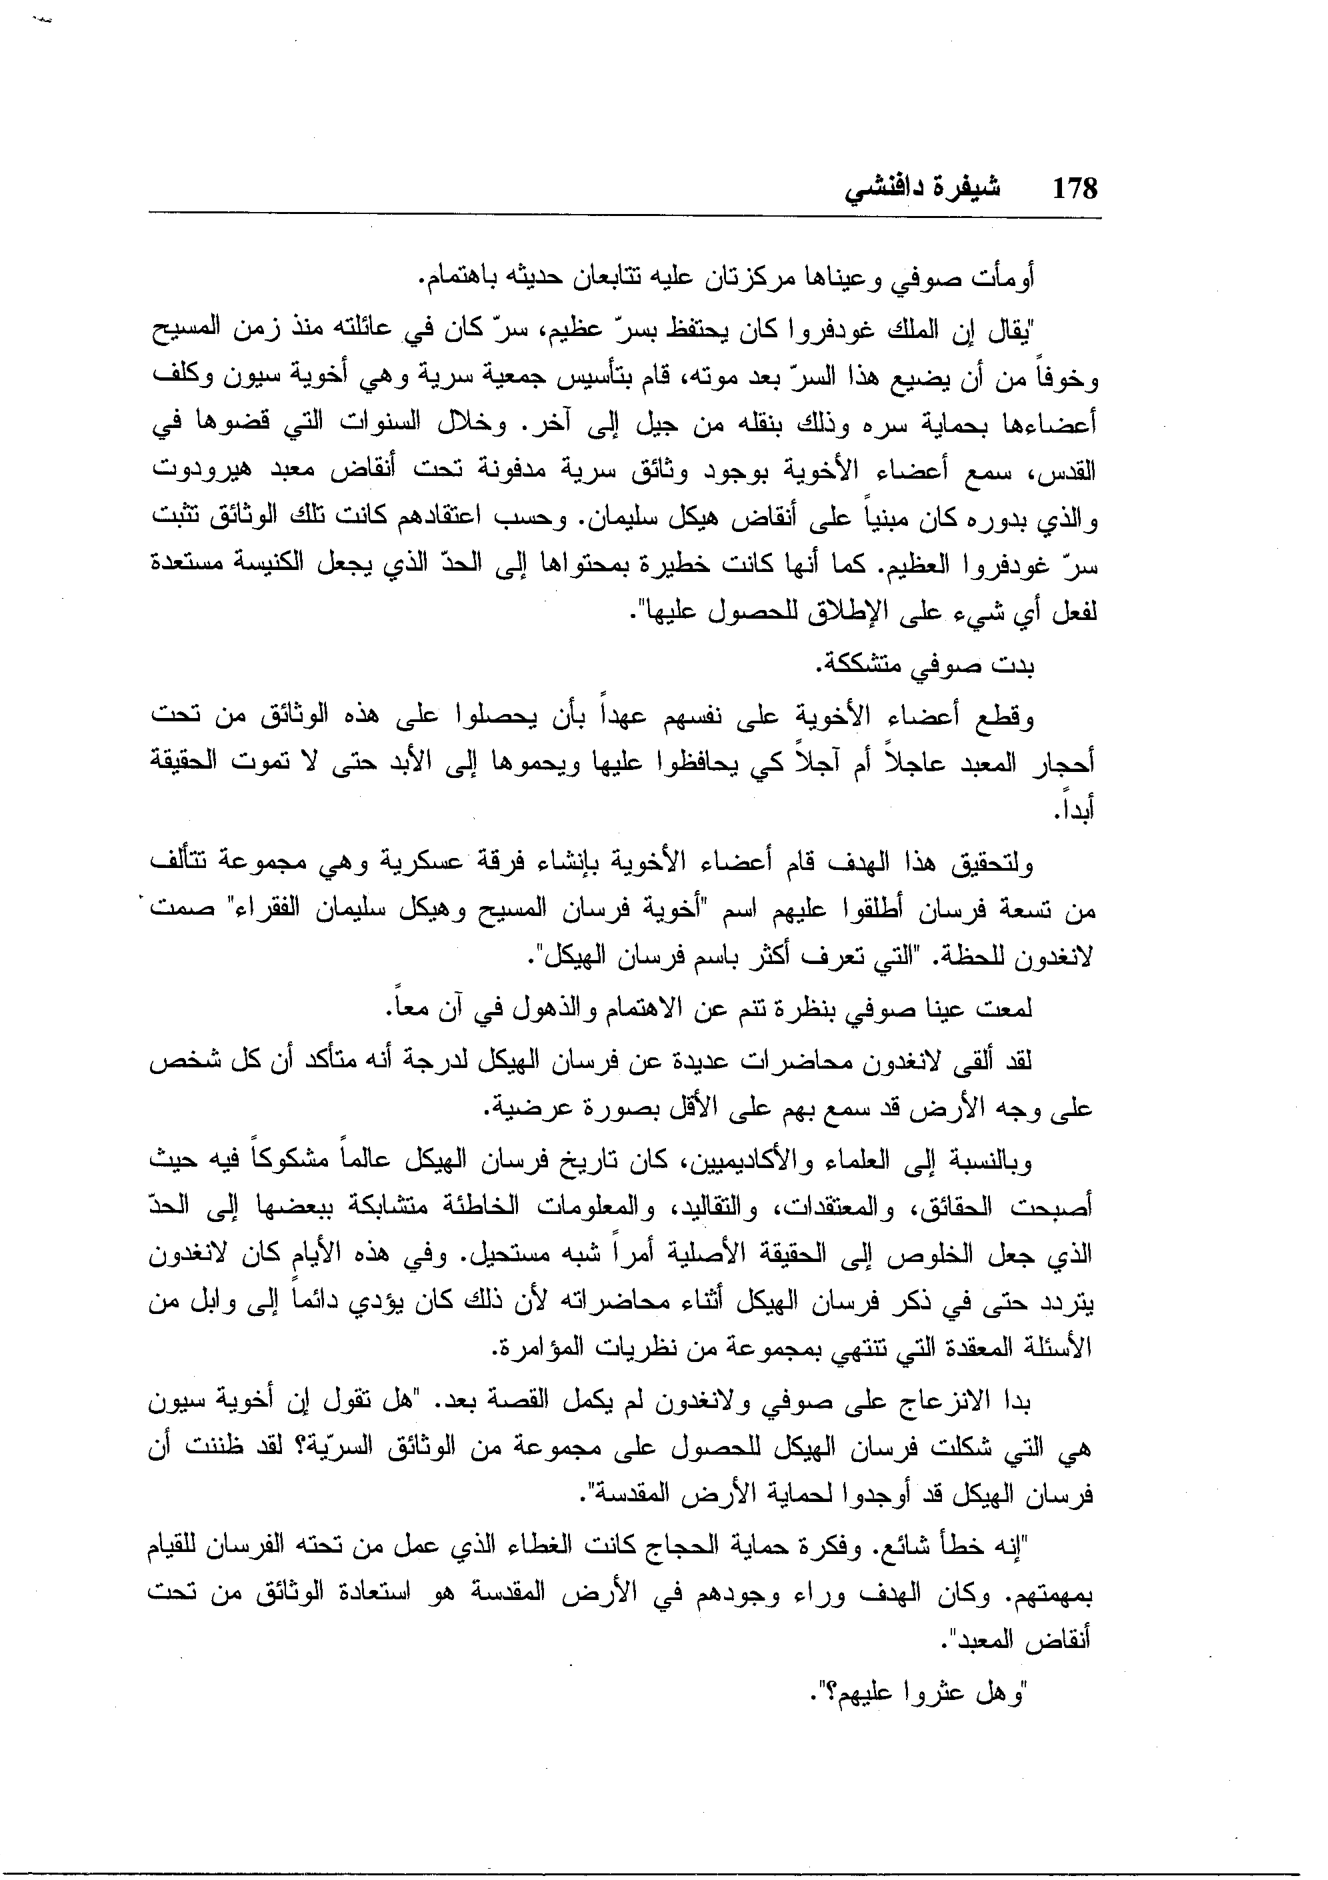 178 شيفرة دافنشي
أومأت صوفي وعيناها مركزتان عليه تتابعان حديثه باهتمام.
"يقال إن الملك غودفروا كان يحتفظ بسرّ عظيم، سرّ كان في عائلته منذ زمن المسيح
وخوفاً من أن يضيع هذا السرّ بعد موته، قام بتأسيس جمعية سرية وهي أخوية سيون وكلف
أعضاءها بحماية سره وذلك بنقله من جيل إلى آخر. وخلال السنوات التي قضوها في
القدس، سمع أعضاء الأخوية بوجود وثائق سرية مدفونة تحت أنقاض معبد هيرودوت
والذي بدوره كان مبنياً على أنقاض هيكل سليمان. وحسب اعتقادهم كانت تلك الوثائق تثبت
سرّ غودفروا العظيم. كما أنها كانت خطيرة بمحتواها إلى الحدّ الذي يجعل الكنيسة مستعدة
لفعل أي شيء على الإطلاق للحصول عليها".
بدت صوفي متشككة.
وقطع أعضاء الأخوية على نفسهم عهداً بأن يحصلوا على هذه الوثائق من تحت
أحجار المعبد عاجلاً أم آجلاً كي يحافظوا عليها ويحموها إلى الأبد حتى لا تموت الحقيقة
أبداً.
ولتحقيق هذا الهدف قام أعضاء الأخوية بإنشاء فرقة عسكرية وهي مجموعة تتألف
من تسعة فرسان أطلقوا عليهم اسم "أخوية فرسان المسيح وهيكل سليمان الفقراء" صمت
لانغدون للحظة. "التي تعرف أكثر باسم فرسان الهيكل".
لمعت عينا صوفي بنظرة تنم عن الاهتمام والذهول في آن معاً.
لقد ألقى لانغدون محاضرات عديدة عن فرسان الهيكل لدرجة أنه متأكد أن كل شخص
على وجه الأرض قد سمع بهم على الأقل بصورة عرضية.
وبالنسبة إلى العلماء والأكاديميين، كان تاريخ فرسان الهيكل عالماً مشكوكاً فيه حيث
أصبحت الحقائق، والمعتقدات، والتقاليد، والمعلومات الخاطئة متشابكة ببعضها إلى الحدّ
الذي جعل الخلوص إلى الحقيقة الأصلية أمراً شبه مستحيل. وفي هذه الأيام كان لانغدون
يتردد حتى في ذكر فرسان الهيكل أثناء محاضراته لأن ذلك كان يؤدي دائماً إلى وابل من
الأسئلة المعقدة التي تنتهي بمجموعة من نظريات المؤامرة.
بدا الانزعاج على صوفي ولانغدون لم يكمل القصة بعد. "هل تقول إن أخوية سيون
هي التي شكلت فرسان الهيكل للحصول على مجموعة من الوثائق السرّية؟ لقد ظننت أن
فرسان الهيكل قد أوجدوا لحماية الأرض المقدسة".
"إنه خطأ شائع. وفكرة حماية الحجاج كانت الغطاء الذي عمل من تحته الفرسان للقيام
بمهمتهم. وكان الهدف وراء وجودهم في الأرض المقدسة هو استعادة الوثائق من تحت
أنقاض المعبد".
"وهل عثروا عليهم؟".